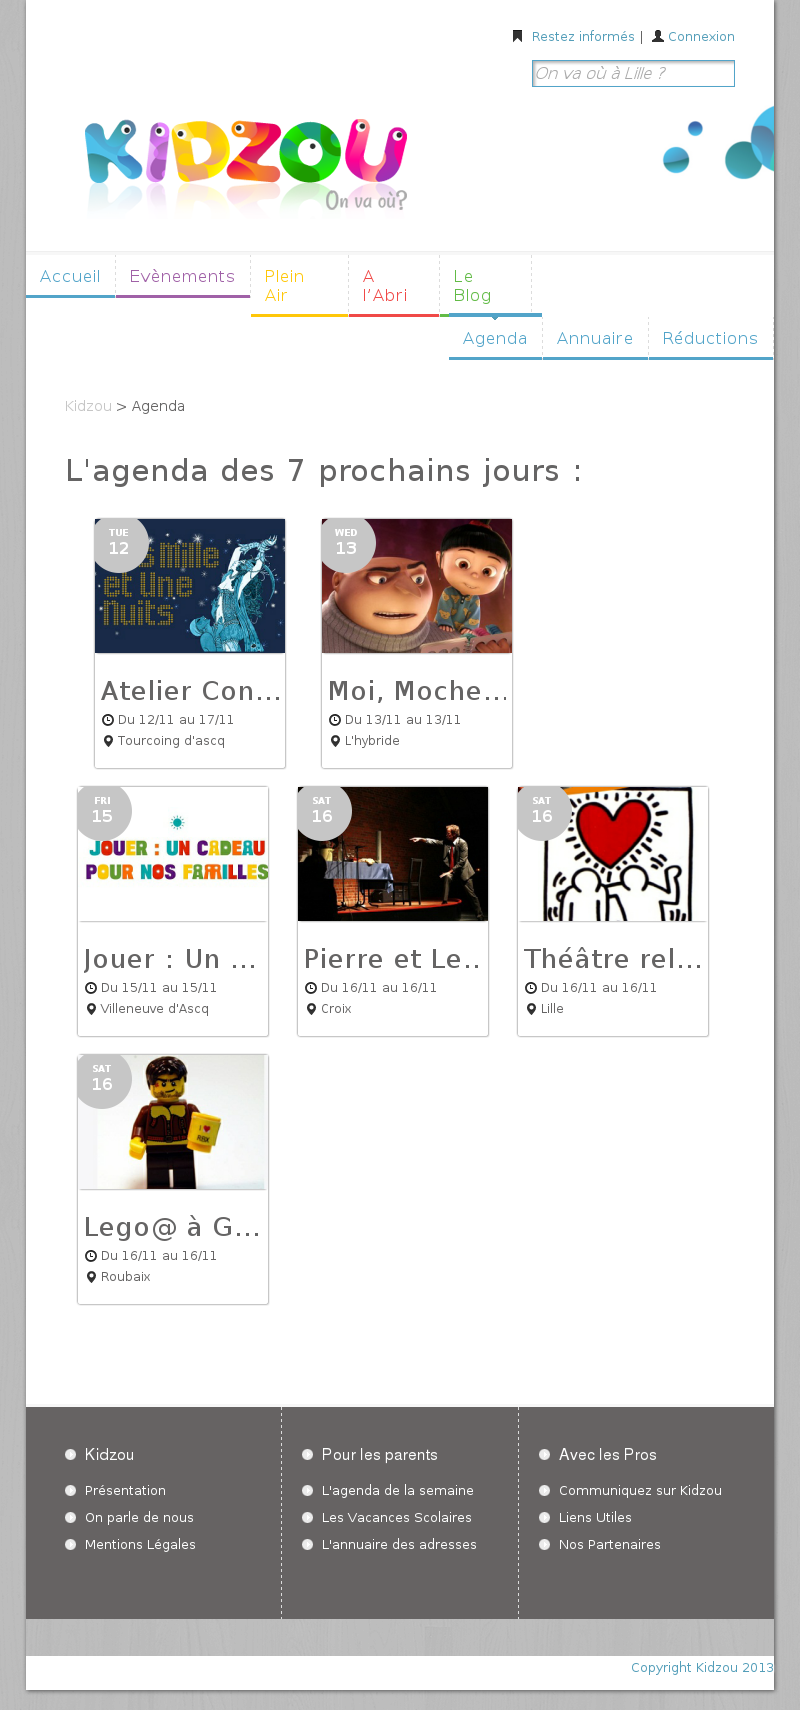 Restez informés | Connexion
On va où à Lille ?
KIDZOU
On va où?
Accueil
Evènements
Plein
Air
A
l'Abri
Le
Blog
Agenda
Annuaire
Réductions
Kidzou > Agenda
L'agenda des 7 prochains jours :
TUE
12
s Mille
et Une
Nuits
Atelier Con...
Du 12/11 au 17/11
Tourcoing d'ascq
WED
13
Moi, Moche...
Du 13/11 au 13/11
L'hybride
FRI
15
JOUER : UN CADEAU
POUR NOS FAMILLES
Jouer : Un ...
Du 15/11 au 15/11
Villeneuve d'Ascq
SAT
16
Pierre et Le...
Du 16/11 au 16/11
Croix
SAT
16
Théâtre rel...
Du 16/11 au 16/11
Lille
SAT
16
I ♥
RBX
Lego@ à G...
Du 16/11 au 16/11
Roubaix
Kidzou
Présentation
On parle de nous
Mentions Légales
Pour les parents
L'agenda de la semaine
Les Vacances Scolaires
L'annuaire des adresses
Avec les Pros
Communiquez sur Kidzou
Liens Utiles
Nos Partenaires
Copyright Kidzou 2013